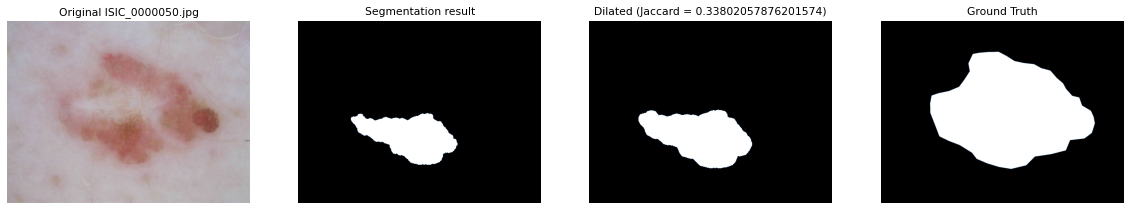 Original ISIC_0000050.jpg
Segmentation result
Dilated (Jaccard = 0.33802057876201574)
Ground Truth